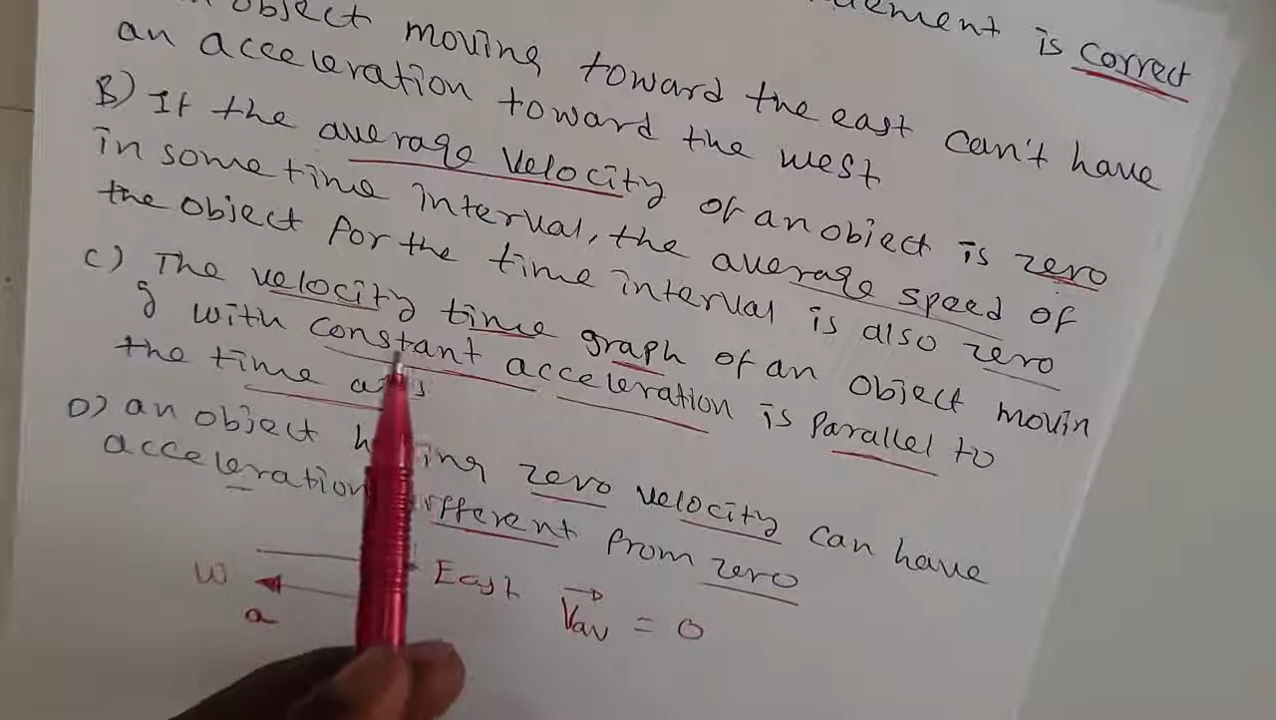 ement is correct
object moving toward the east can't have
an acceleration toward the west
B) If the average velocity of an object is zero
in some time interval, the average speed of
the object for the time interval is also zero
C) The velocity time graph of an object movin
g with constant acceleration is parallel to
the time
D) an object zero velocity can have
acceleration different from zero
W East
a
Vav = 0